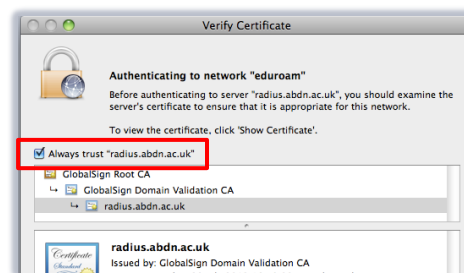 Verify Certificate
Authenticating to network "eduroam"
Before authenticating to server "radius.abdn.ac.uk", you should examine the
server's certificate to ensure that it is appropriate for this network.
To view the certificate, click 'Show Certificate'.
Always trust "radius.abdn.ac.uk"
GlobalSign Root CA
GlobalSign Domain Validation CA
radius.abdn.ac.uk
Certificate
Standard
radius.abdn.ac.uk
Issued by: GlobalSign Domain Validation CA